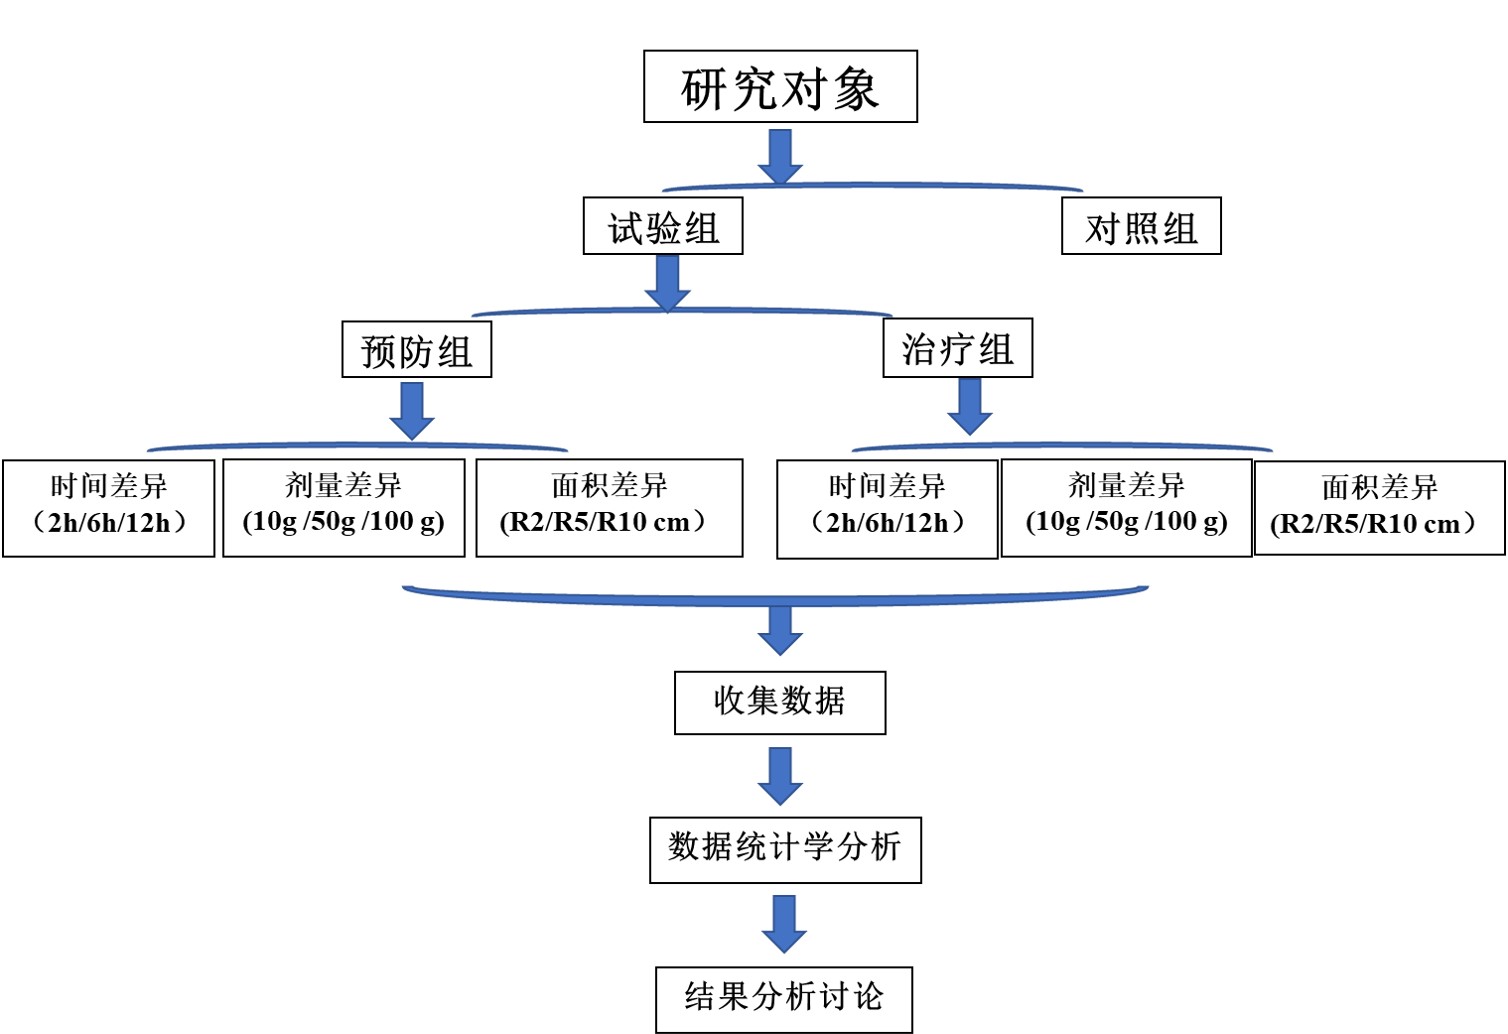 研究对象
试验组
对照组
预防组
治疗组
时间差异
（2h/6h/12h）
剂量差异
(10g /50g /100 g)
面积差异
(R2/R5/R10 cm）
时间差异
（2h/6h/12h）
剂量差异
(10g /50g /100 g)
面积差异
(R2/R5/R10 cm）
收集数据
数据统计学分析
结果分析讨论